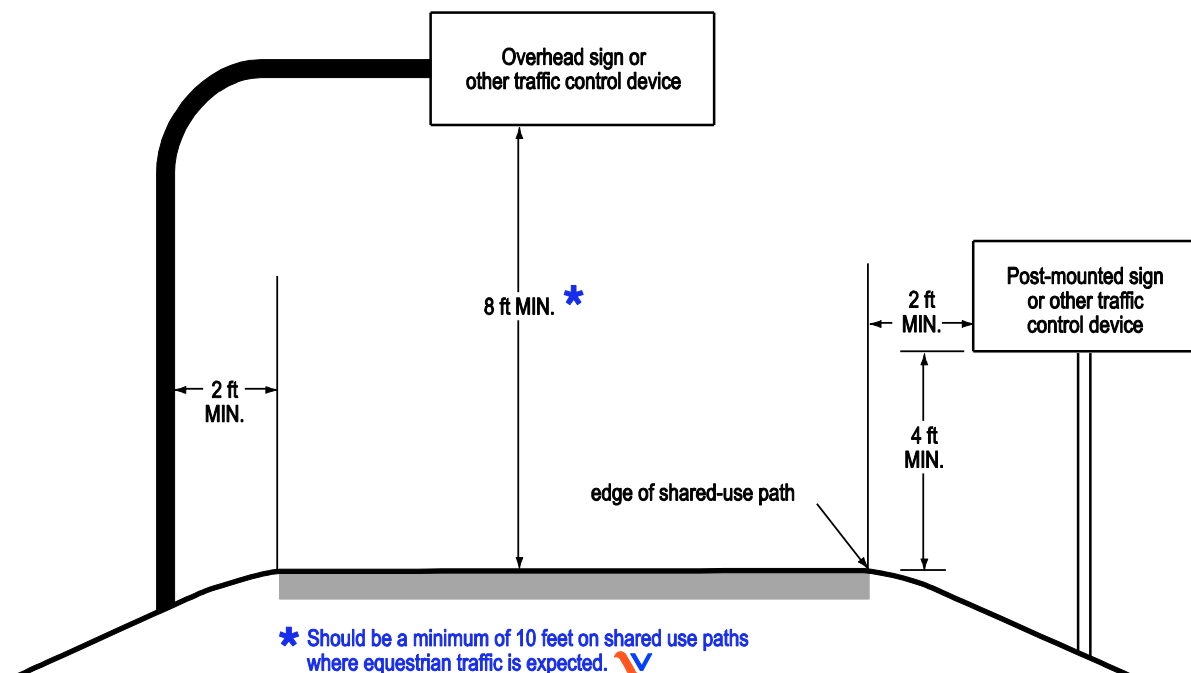 Overhead sign or
other traffic control device
Post-mounted sign
or other traffic
control device
8 ft MIN. *
2 ft
MIN.
2 ft
MIN.
4 ft
MIN.
edge of shared-use path
* Should be a minimum of 10 feet on shared use paths
where equestrian traffic is expected.